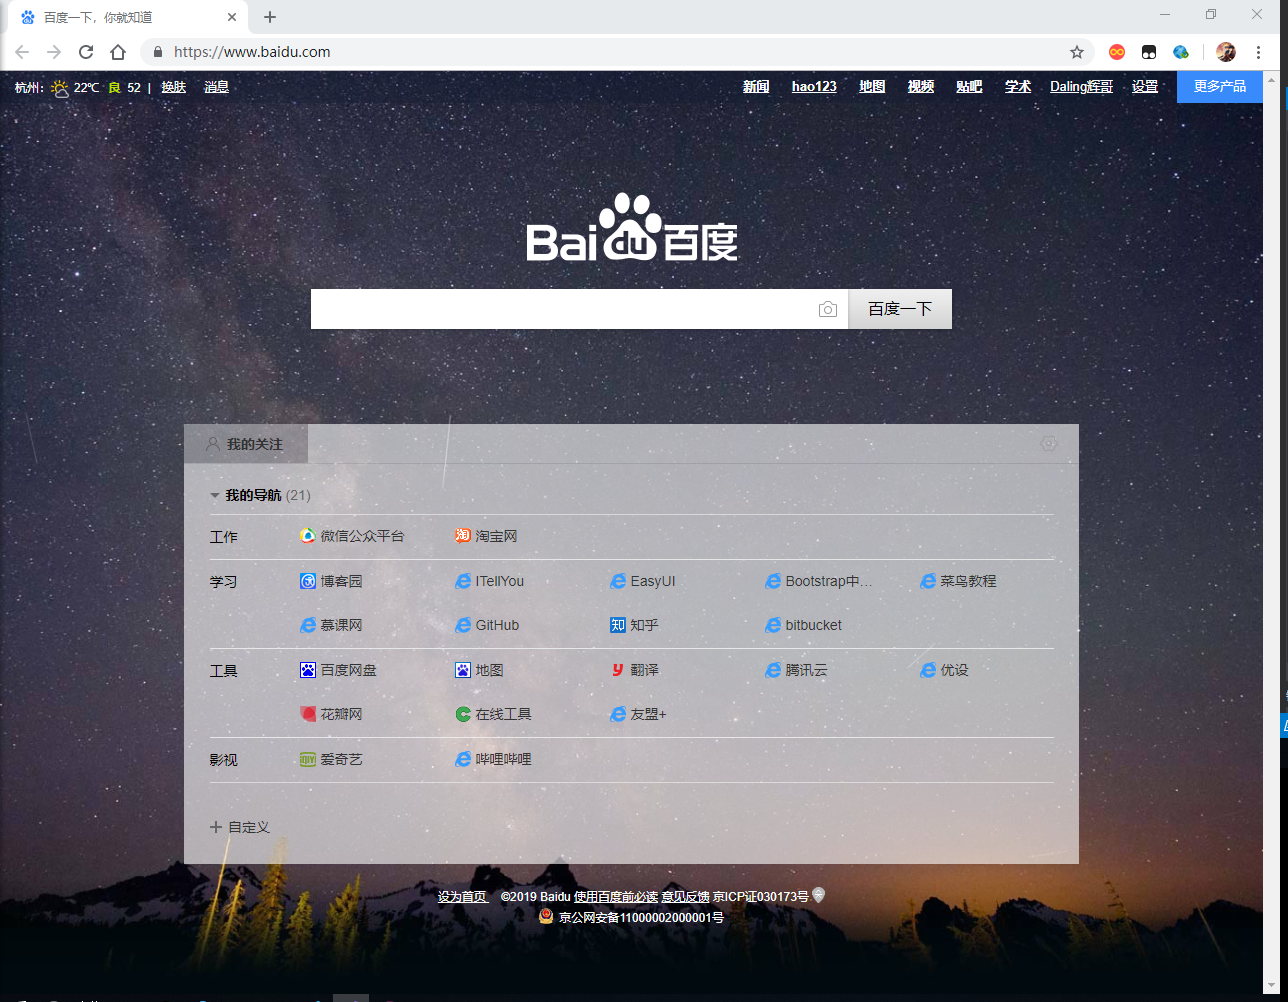 百度一下，你就知道
https://www.baidu.com
杭州： 22℃ 良 52 | 换肤 消息 新闻 hao123 地图 视频 贴吧 学术 Daling辉哥 设置 更多产品
Bai du 百度
百度一下
我的关注
我的导航 (21)
工作 微信公众平台 淘宝网
学习 博客园 ITellYou EasyUI Bootstrap中... 菜鸟教程
慕课网 GitHub 知乎 bitbucket
工具 百度网盘 地图 翻译 腾讯云 优设
花瓣网 在线工具 友盟+
影视 爱奇艺 哔哩哔哩
自定义
设为首页 ©2019 Baidu 使用百度前必读 意见反馈 京ICP证030173号
京公网安备11000002000001号